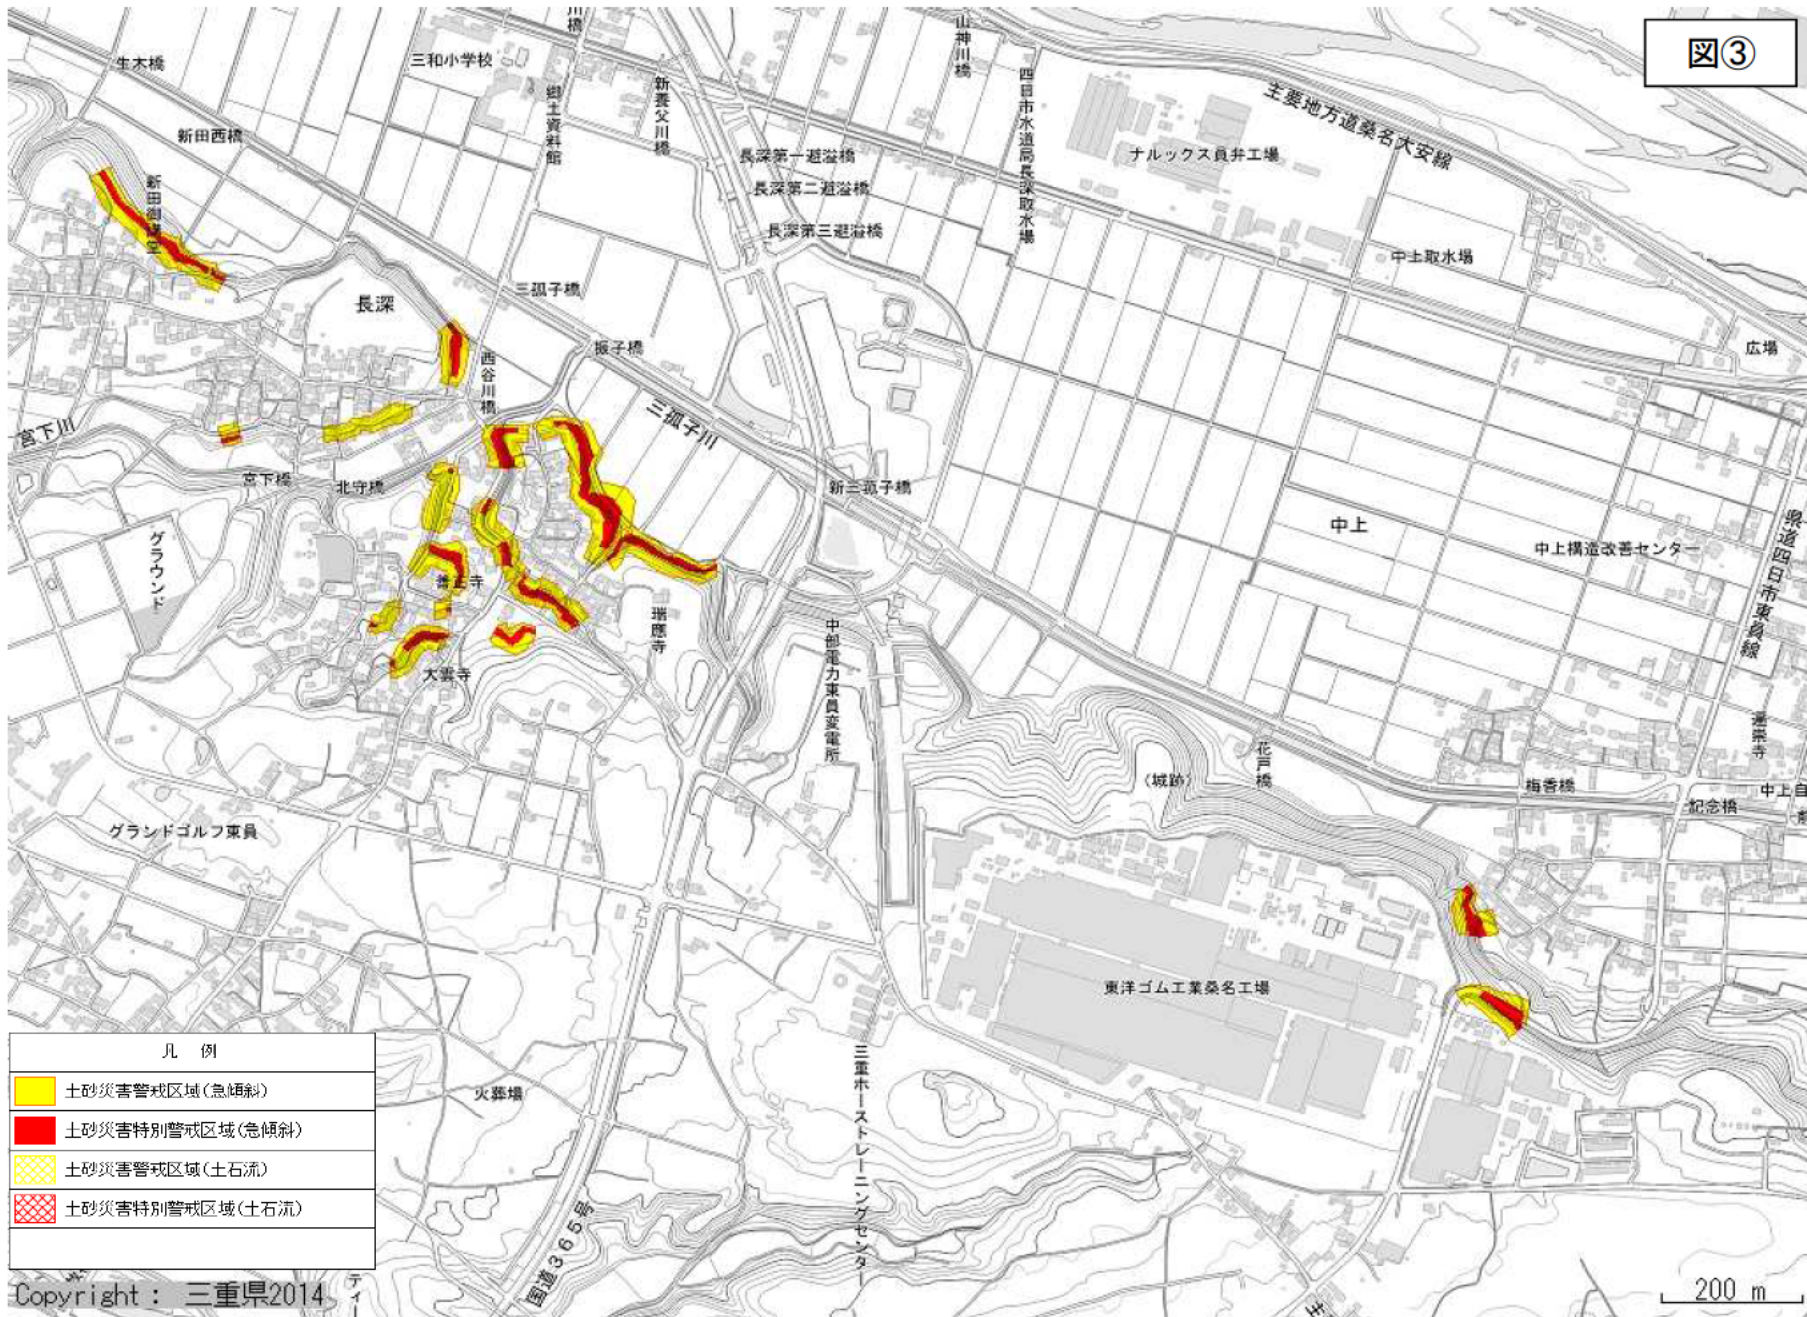 図③
川橋
山神川橋
生木橋
三和小学校
新養父川橋
四日市水道局長深取水場
主要地方道桑名大安線
郷土資料館
新田西橋
長深第一避溢橋
ナルックス員弁工場
長深第二避溢橋
長深第三避溢橋
中上取水場
三孤子橋
長深
振子橋
広場
西谷川橋
三孤子川
宮下川
宮下橋
北守橋
新三孤子橋
中上
中上構造改善センター
県道四日市東員線
グラウンド
善正寺
瑞應寺
中部電力東員変電所
大雲寺
花戸橋
(城跡)
梅香橋
中上自
記念橋
グランドゴルフ東員
東洋ゴム工業桑名工場
三重ホーストレーニングセンター
火葬場
国道365号
凡 例
土砂災害警戒区域(急傾斜)
土砂災害特別警戒区域(急傾斜)
土砂災害警戒区域(土石流)
土砂災害特別警戒区域(土石流)
ティー
Copyright : 三重県2014
200 m